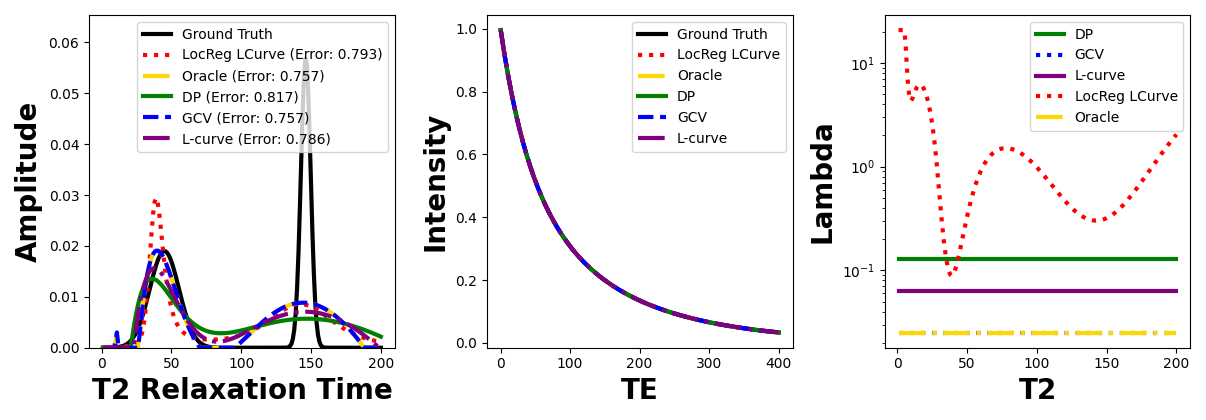 Amplitude
0.06
0.05
0.04
0.03
0.02
0.01
0.00
0
50
100
150
200
T2 Relaxation Time
Ground Truth
LocReg LCurve (Error: 0.793)
Oracle (Error: 0.757)
DP (Error: 0.817)
GCV (Error: 0.757)
L-curve (Error: 0.786)
Intensity
1.0
0.8
0.6
0.4
0.2
0.0
0
100
200
300
400
TE
Ground Truth
LocReg LCurve
Oracle
DP
GCV
L-curve
Lambda
10¹
10⁰
10⁻¹
0
50
100
150
200
T2
DP
GCV
L-curve
LocReg LCurve
Oracle